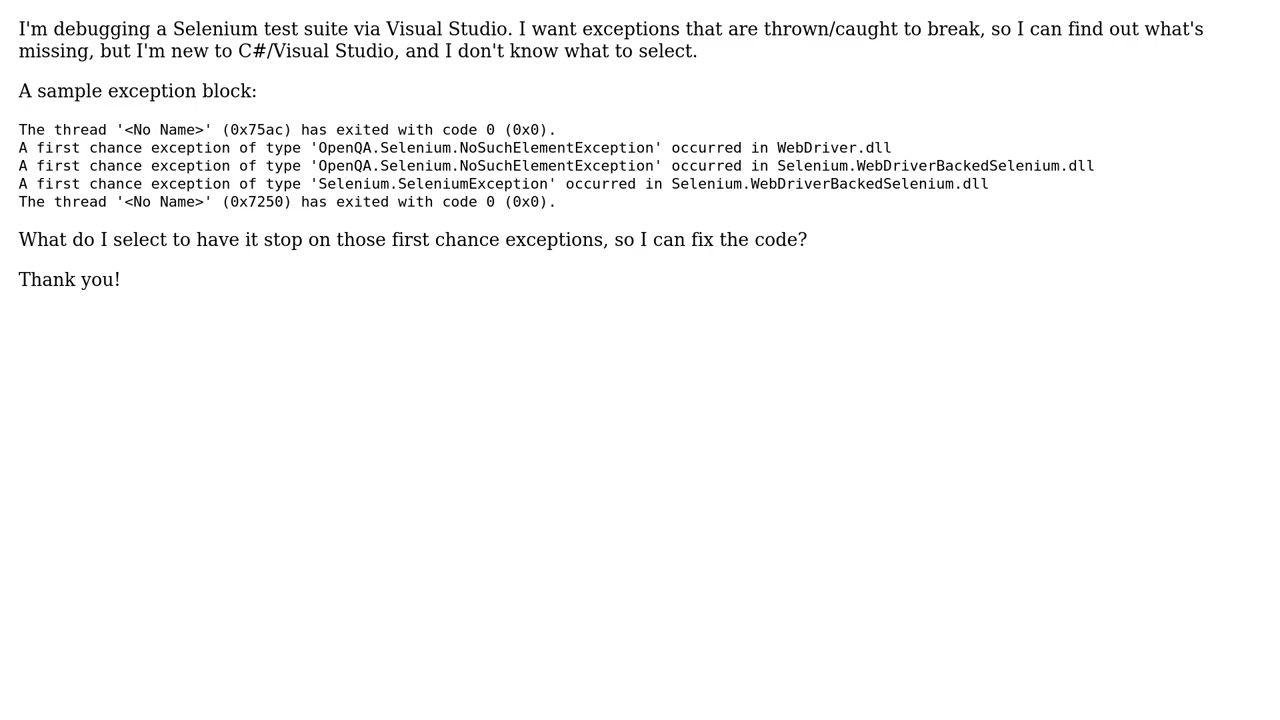 I'm debugging a Selenium test suite via Visual Studio. I want exceptions that are thrown/caught to break, so I can find out what's
missing, but I'm new to C#/Visual Studio, and I don't know what to select.
A sample exception block:
The thread '<No Name>' (0x75ac) has exited with code 0 (0x0).
A first chance exception of type 'OpenQA.Selenium.NoSuchElementException' occurred in WebDriver.dll
A first chance exception of type 'OpenQA.Selenium.NoSuchElementException' occurred in Selenium.WebDriverBackedSelenium.dll
A first chance exception of type 'Selenium.SeleniumException' occurred in Selenium.WebDriverBackedSelenium.dll
The thread '<No Name>' (0x7250) has exited with code 0 (0x0).
What do I select to have it stop on those first chance exceptions, so I can fix the code?
Thank you!